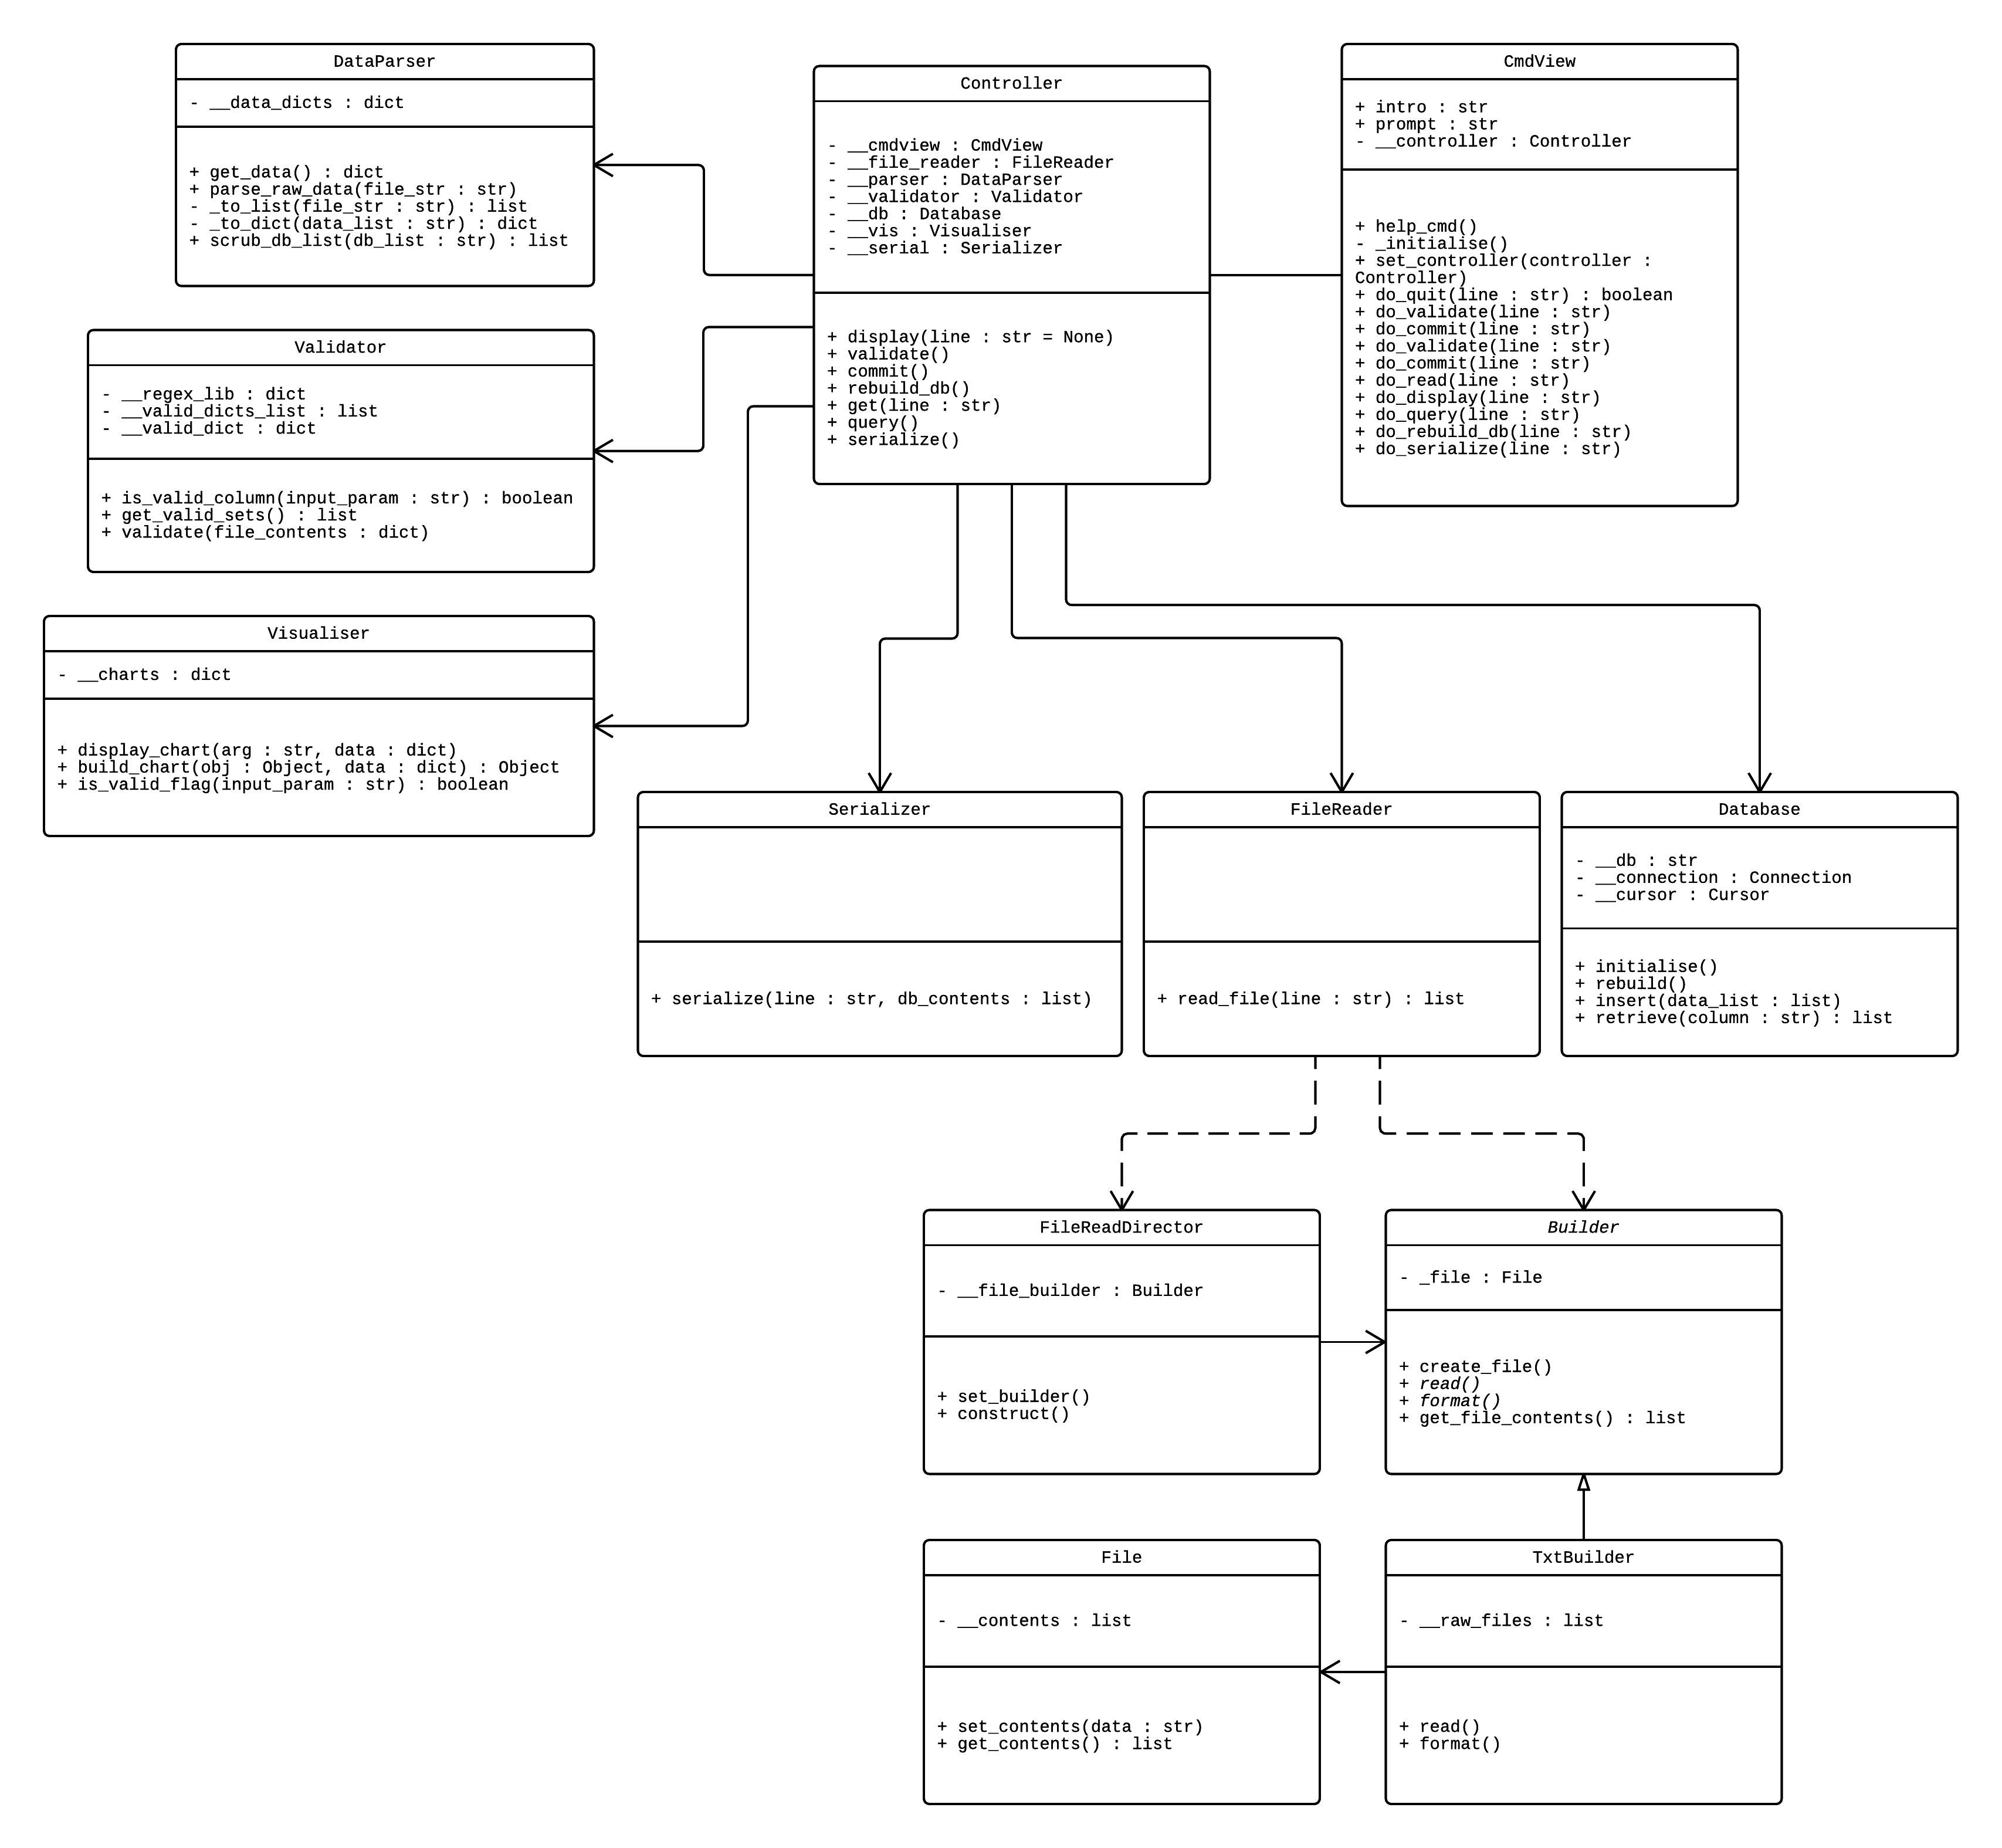 DataParser
- __data_dicts : dict
+ get_data() : dict
+ parse_raw_data(file_str : str)
- _to_list(file_str : str) : list
- _to_dict(data_list : str) : dict
+ scrub_db_list(db_list : str) : list
Controller
- __cmdview : CmdView
- __file_reader : FileReader
- __parser : DataParser
- __validator : Validator
- __db : Database
- __vis : Visualiser
- __serial : Serializer
+ display(line : str = None)
+ validate()
+ commit()
+ rebuild_db()
+ get(line : str)
+ query()
+ serialize()
CmdView
+ intro : str
+ prompt : str
- __controller : Controller
+ help_cmd()
- _initialise()
+ set_controller(controller :
Controller)
+ do_quit(line : str) : boolean
+ do_validate(line : str)
+ do_commit(line : str)
+ do_validate(line : str)
+ do_commit(line : str)
+ do_read(line : str)
+ do_display(line : str)
+ do_query(line : str)
+ do_rebuild_db(line : str)
+ do_serialize(line : str)
Validator
- __regex_lib : dict
- __valid_dicts_list : list
- __valid_dict : dict
+ is_valid_column(input_param : str) : boolean
+ get_valid_sets() : list
+ validate(file_contents : dict)
Visualiser
- __charts : dict
+ display_chart(arg : str, data : dict)
+ build_chart(obj : Object, data : dict) : Object
+ is_valid_flag(input_param : str) : boolean
Serializer
+ serialize(line : str, db_contents : list)
FileReader
+ read_file(line : str) : list
Database
- __db : str
- __connection : Connection
- __cursor : Cursor
+ initialise()
+ rebuild()
+ insert(data_list : list)
+ retrieve(column : str) : list
FileReadDirector
- __file_builder : Builder
+ set_builder()
+ construct()
Builder
- _file : File
+ create_file()
+ read()
+ format()
+ get_file_contents() : list
File
- __contents : list
+ set_contents(data : str)
+ get_contents() : list
TxtBuilder
- __raw_files : list
+ read()
+ format()